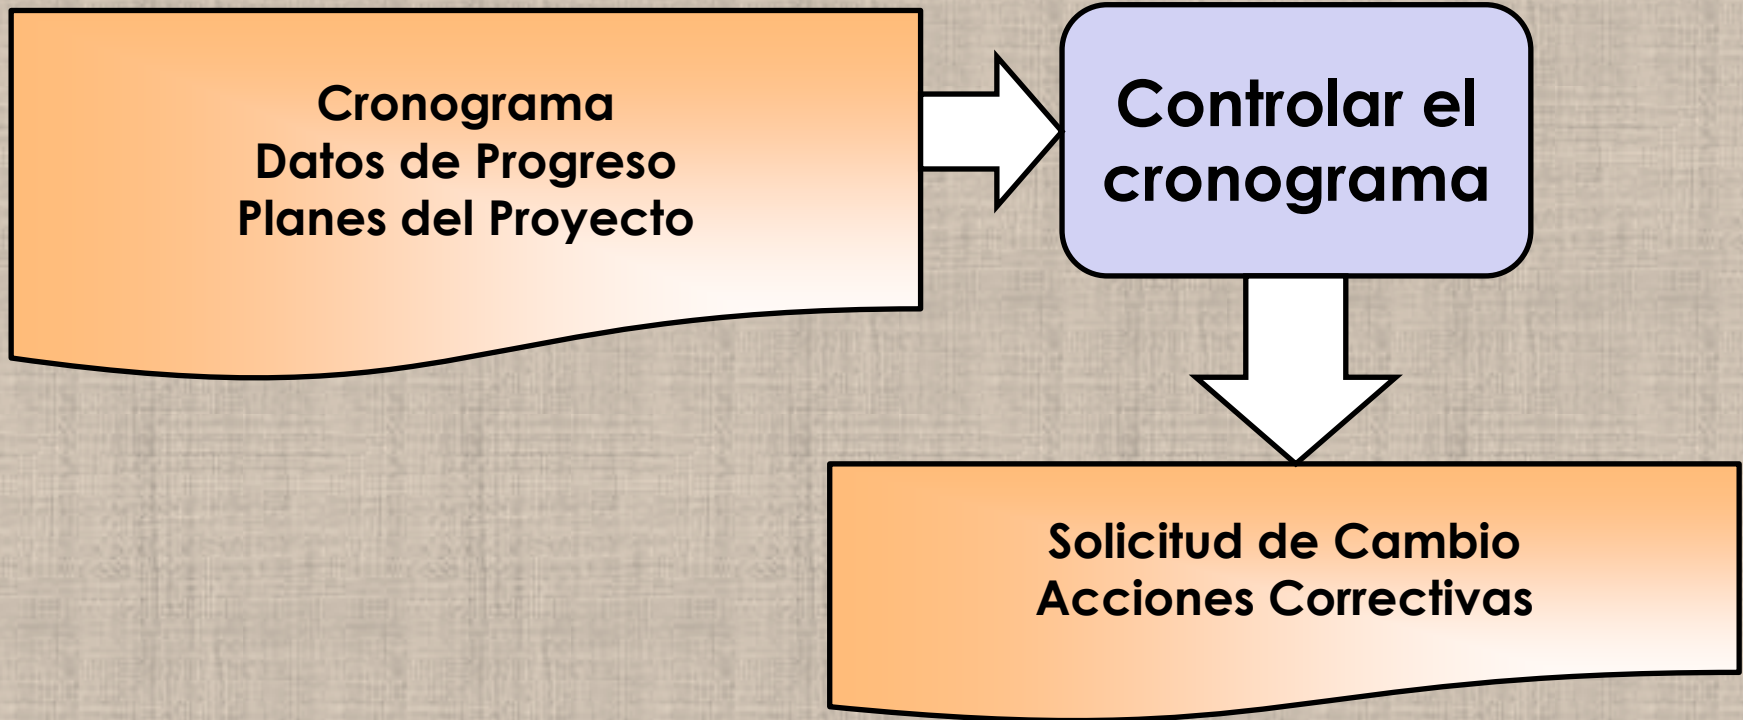 Cronograma
Datos de Progreso
Planes del Proyecto
Controlar el
cronograma
Solicitud de Cambio
Acciones Correctivas